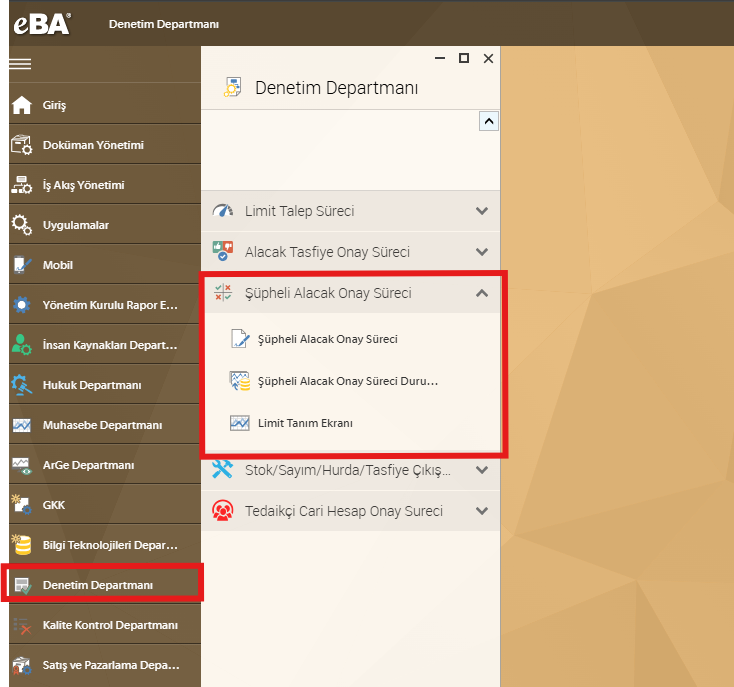 eBA®
Denetim Departmanı
Giriş
Doküman Yönetimi
İş Akış Yönetimi
Uygulamalar
Mobil
Yönetim Kurulu Rapor E...
İnsan Kaynakları Depart...
Hukuk Departmanı
Muhasebe Departmanı
ArGe Departmanı
GKK
Bilgi Teknolojileri Depar...
Denetim Departmanı
Kalite Kontrol Departmanı
Satış ve Pazarlama Depa...
Denetim Departmanı
Limit Talep Süreci
Alacak Tasfiye Onay Süreci
Şüpheli Alacak Onay Süreci
Şüpheli Alacak Onay Süreci
Şüpheli Alacak Onay Süreci Duru...
Limit Tanım Ekranı
Stok/Sayım/Hurda/Tasfiye Çıkış...
Tedaikçi Cari Hesap Onay Sureci